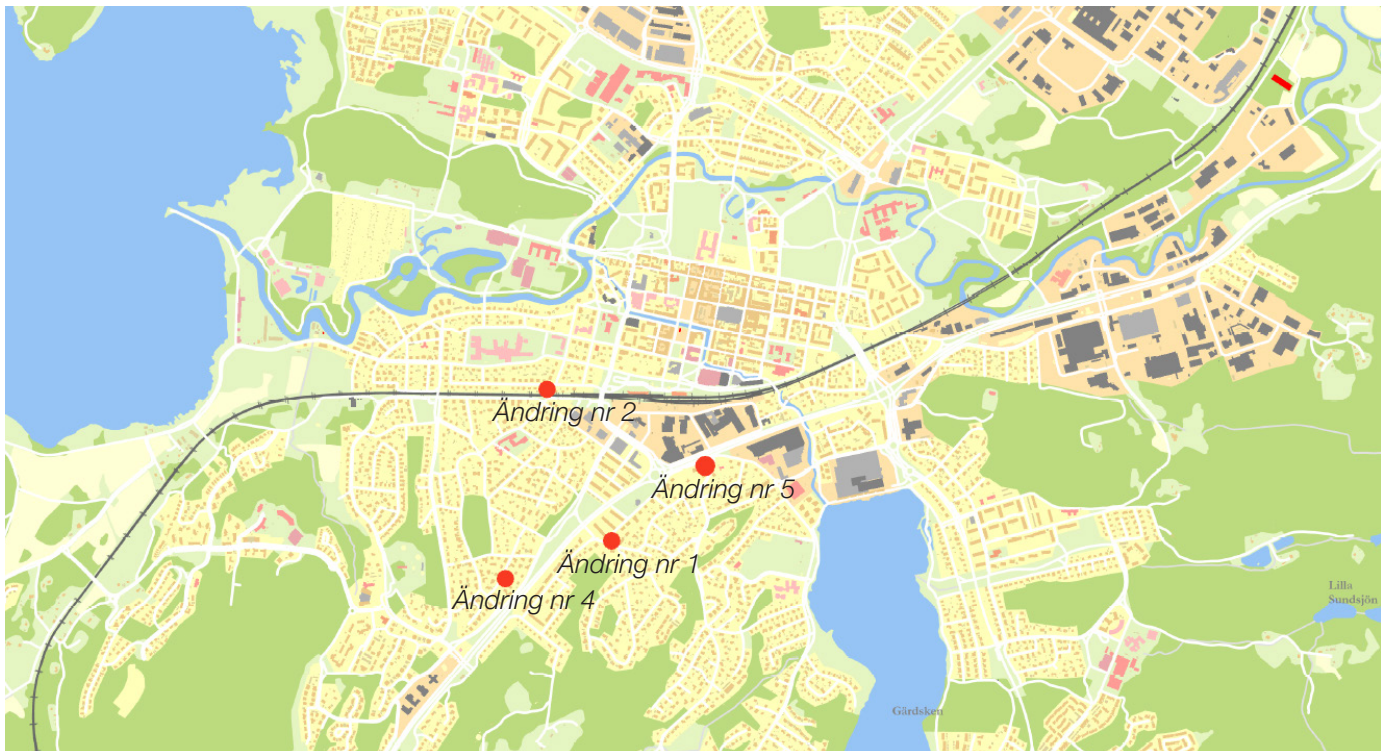 Ändring nr 2
Ändring nr 5
Ändring nr 1
Ändring nr 4
Lilla
Sundsjön
Gärdsken